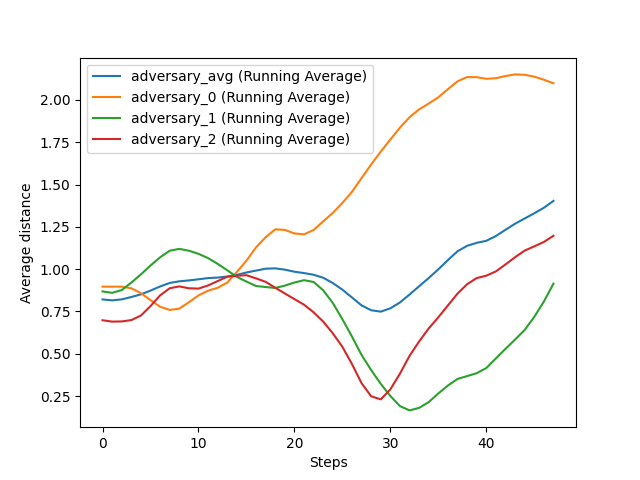 adversary_avg (Running Average)
adversary_0 (Running Average)
adversary_1 (Running Average)
adversary_2 (Running Average)
2.00
1.75
1.50
1.25
1.00
0.75
0.50
0.25
Average distance
0 10 20 30 40
Steps